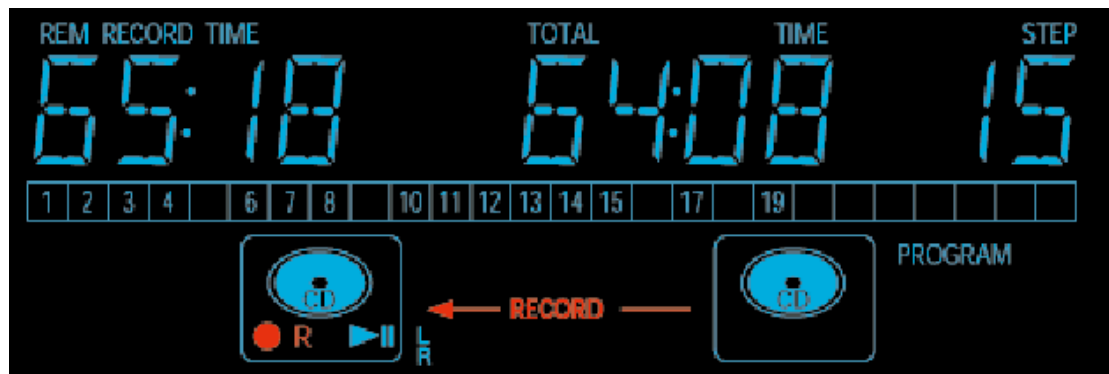 REM RECORD TIME TOTAL TIME STEP
65:18 64:08 15
1 2 3 4 6 7 8 10 11 12 13 14 15 17 19
PROGRAM
CD RECORD CD
R L
R